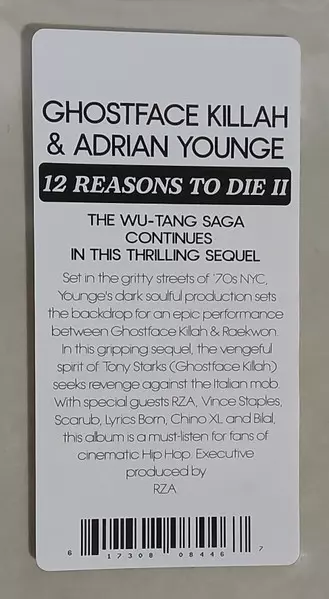 GHOSTFACE KILLAH
& ADRIAN YOUNGE
12 REASONS TO DIE II
THE WU-TANG SAGA
CONTINUES
IN THIS THRILLING SEQUEL
Set in the gritty streets of '70s NYC,
Younge's dark soulful production sets
the backdrop for an epic performance
between Ghostface Killah & Raekwon.
In this gripping sequel, the vengeful
spirit of Tony Starks (Ghostface Killah)
seeks revenge against the Italian mob.
With special guests RZA, Vince Staples,
Scarub, Lyrics Born, Chino XL and Bilal,
this album is a must-listen for fans of
cinematic Hip Hop. Executive
produced by
RZA.
6 17308 08446 7